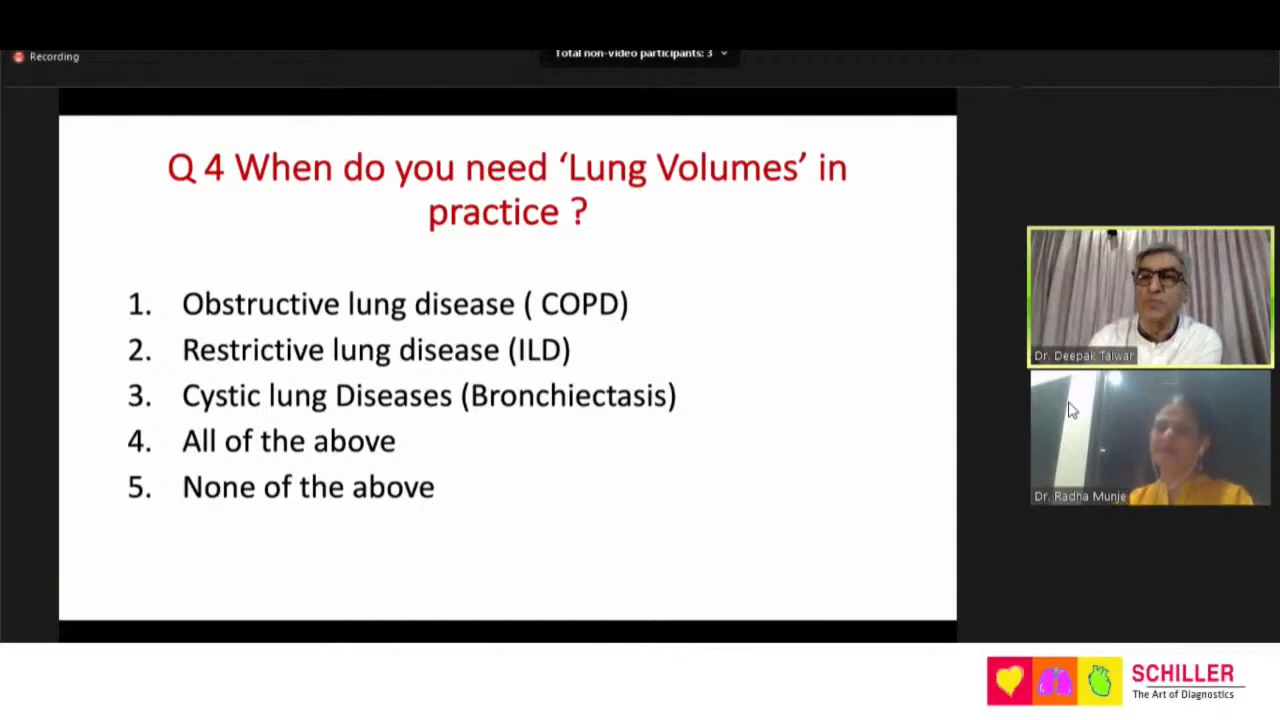 Recording
Total non-video participants: 3
Q 4 When do you need ‘Lung Volumes’ in
practice ?
1. Obstructive lung disease ( COPD)
2. Restrictive lung disease (ILD)
3. Cystic lung Diseases (Bronchiectasis)
4. All of the above
5. None of the above
Dr. Deepak Talwar
Dr. Radha Munje
SCHILLER
The Art of Diagnostics